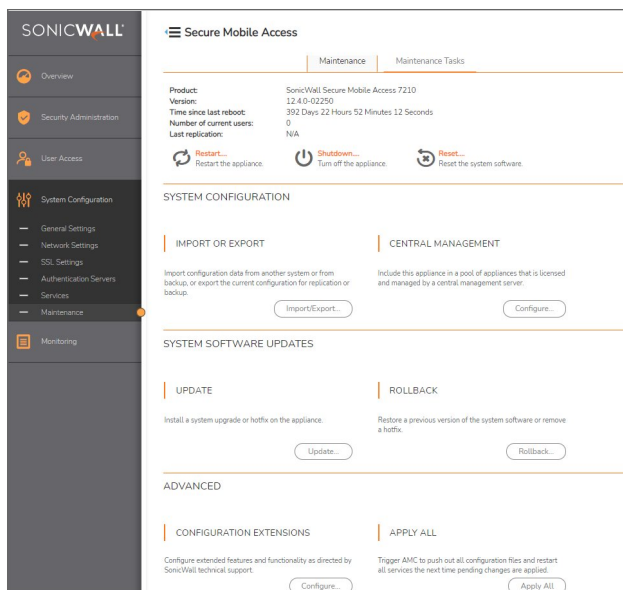 SONICWALL
Secure Mobile Access
Maintenance
Maintenance Tasks
Overview
Security Administration
User Access
System Configuration
General Settings
Network Settings
SSL Settings
Authentication Servers
Services
Maintenance
Monitoring
Product: SonicWall Secure Mobile Access 7210
Version: 12.4.0-02250
Time since last reboot: 392 Days 22 Hours 52 Minutes 12 Seconds
Number of current users: 0
Last replication: N/A
Restart...
Restart the appliance.
Shutdown...
Turn off the appliance.
Reset...
Reset the system software.
SYSTEM CONFIGURATION
IMPORT OR EXPORT
Import configuration data from another system or from
backup, or export the current configuration for replication or
backup.
Import/Export...
CENTRAL MANAGEMENT
Include this appliance in a pool of appliances that is licensed
and managed by a central management server.
Configure...
SYSTEM SOFTWARE UPDATES
UPDATE
Install a system upgrade or hotfix on the appliance.
Update...
ROLLBACK
Restore a previous version of the system software or remove
a hotfix.
Rollback...
ADVANCED
CONFIGURATION EXTENSIONS
Configure extended features and functionality as directed by
SonicWall technical support.
Configure...
APPLY ALL
Trigger AMC to push out all configuration files and restart
all services the next time pending changes are applied.
Apply All